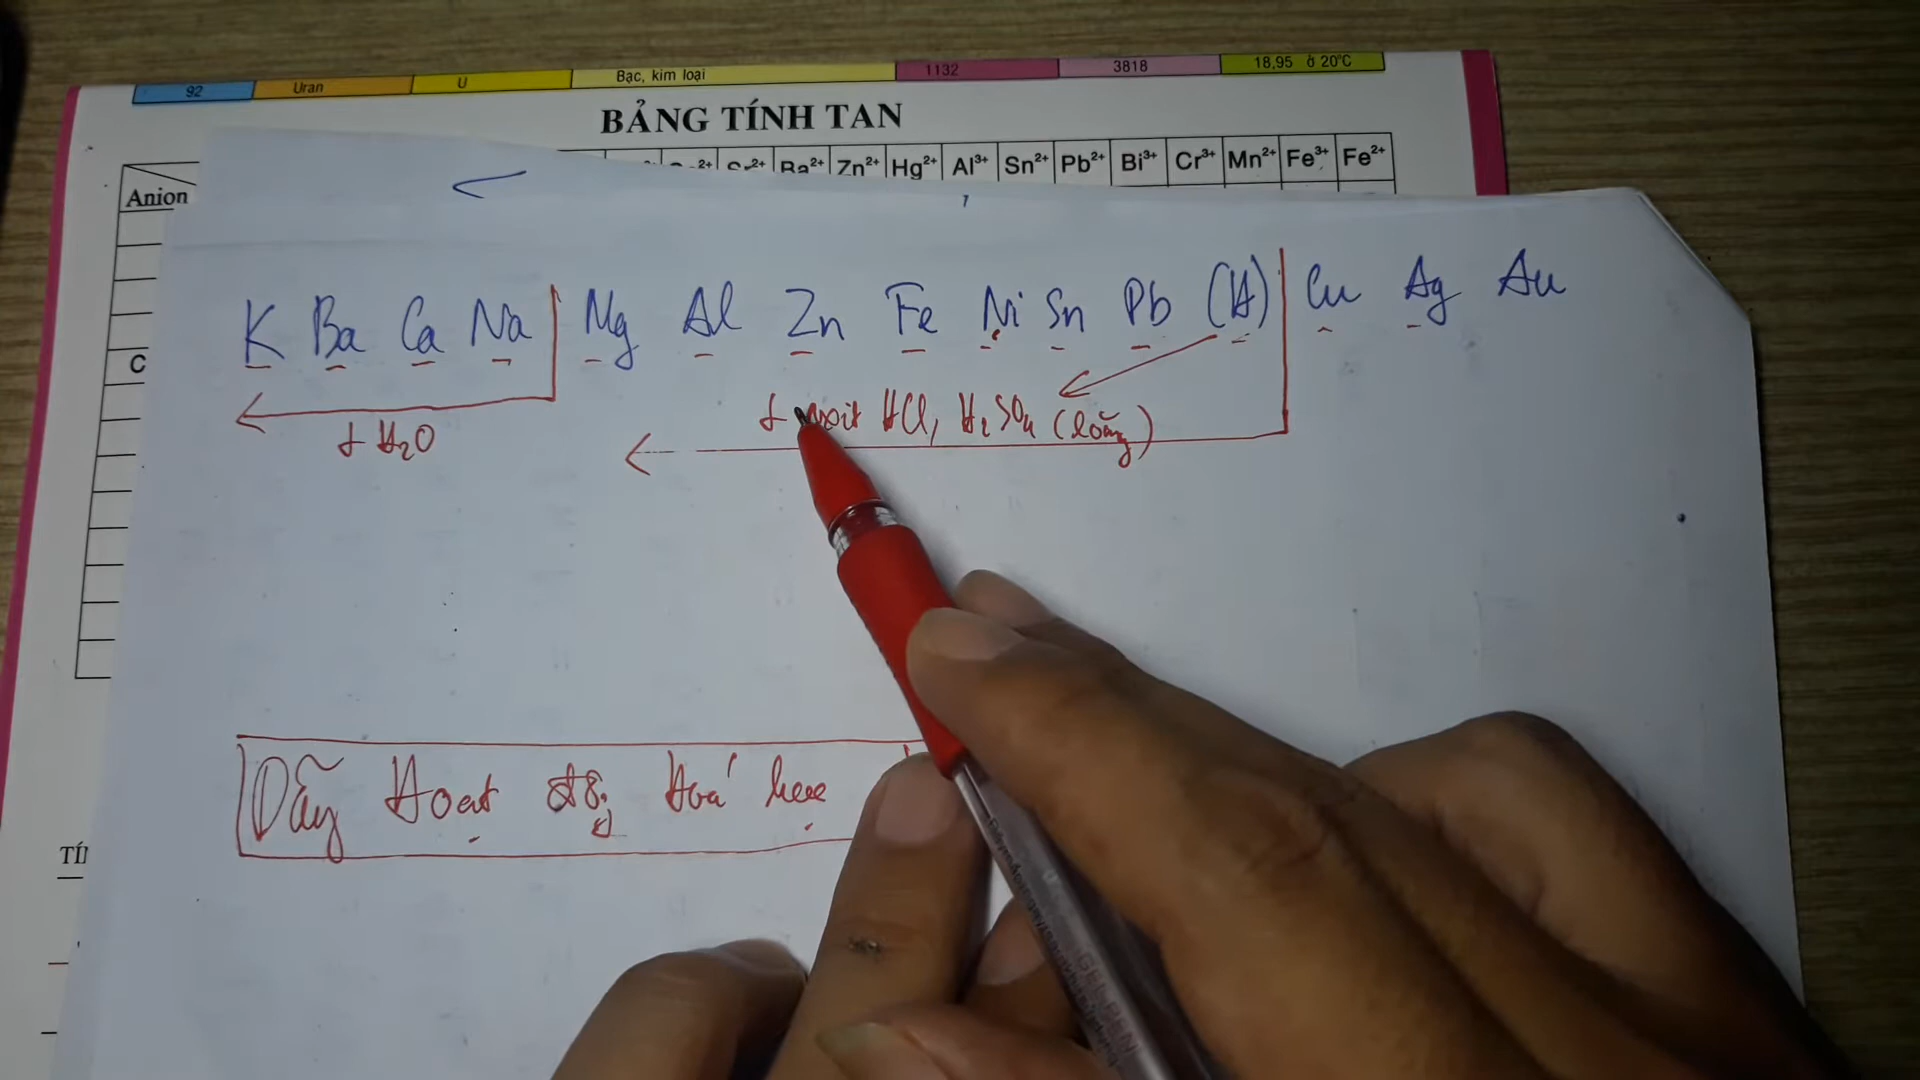 92 Uran U Bạc, kim loại 1132 3818 18,95 ở 20°C
BẢNG TÍNH TAN
Anion Ba²⁺ Zn²⁺ Hg²⁺ Al³⁺ Sn²⁺ Pb²⁺ Bi³⁺ Cr³⁺ Mn²⁺ Fe³⁺ Fe²⁺
K Ba Ca Na Mg Al Zn Fe Ni Sn Pb (H) Cu Ag Au
C
+ H₂O
+ axit HCl, H₂SO₄ (loãng)
Dãy Hoạt động Hoá học
GEL PEN